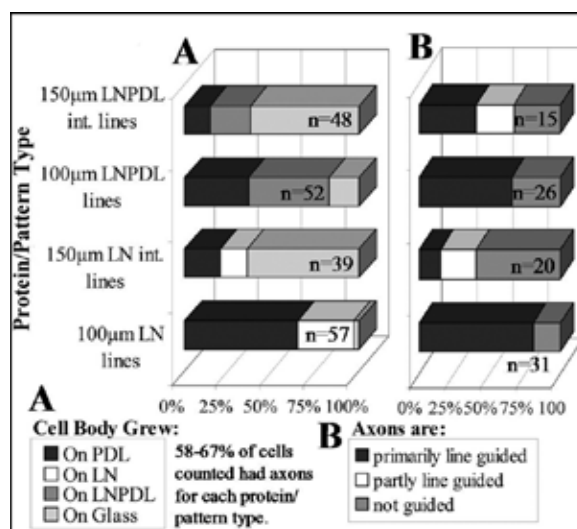 A
B
Protein/Pattern Type
150µm LNPDL
int. lines
n=48
n=15
100µm LNPDL
lines
n=52
n=26
150µm LN int.
lines
n=39
n=20
100µm LN
lines
n=57
n=31
0% 25% 50% 75% 100%
0% 25% 50% 75% 100
A
Cell Body Grew:
On PDL
On LN
On LNPDL
On Glass
58-67% of cells
counted had axons
for each protein/
pattern type.
B Axons are:
primarily line guided
partly line guided
not guided